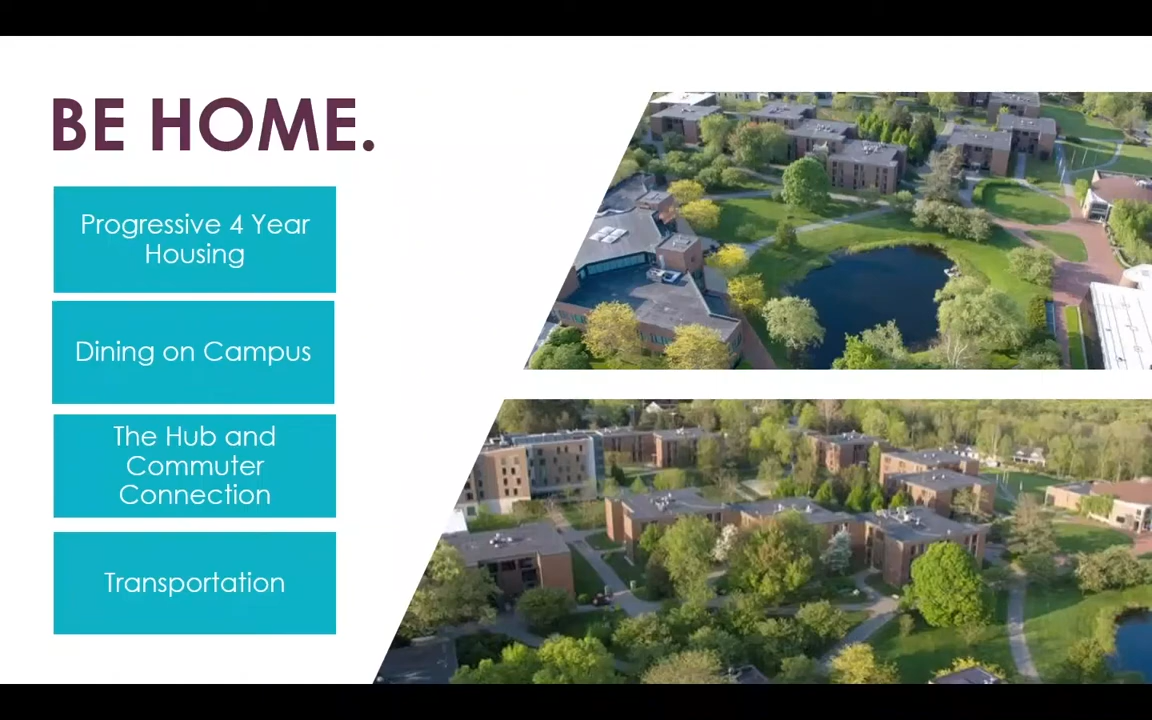 BE HOME.
Progressive 4 Year
Housing
Dining on Campus
The Hub and
Commuter
Connection
Transportation